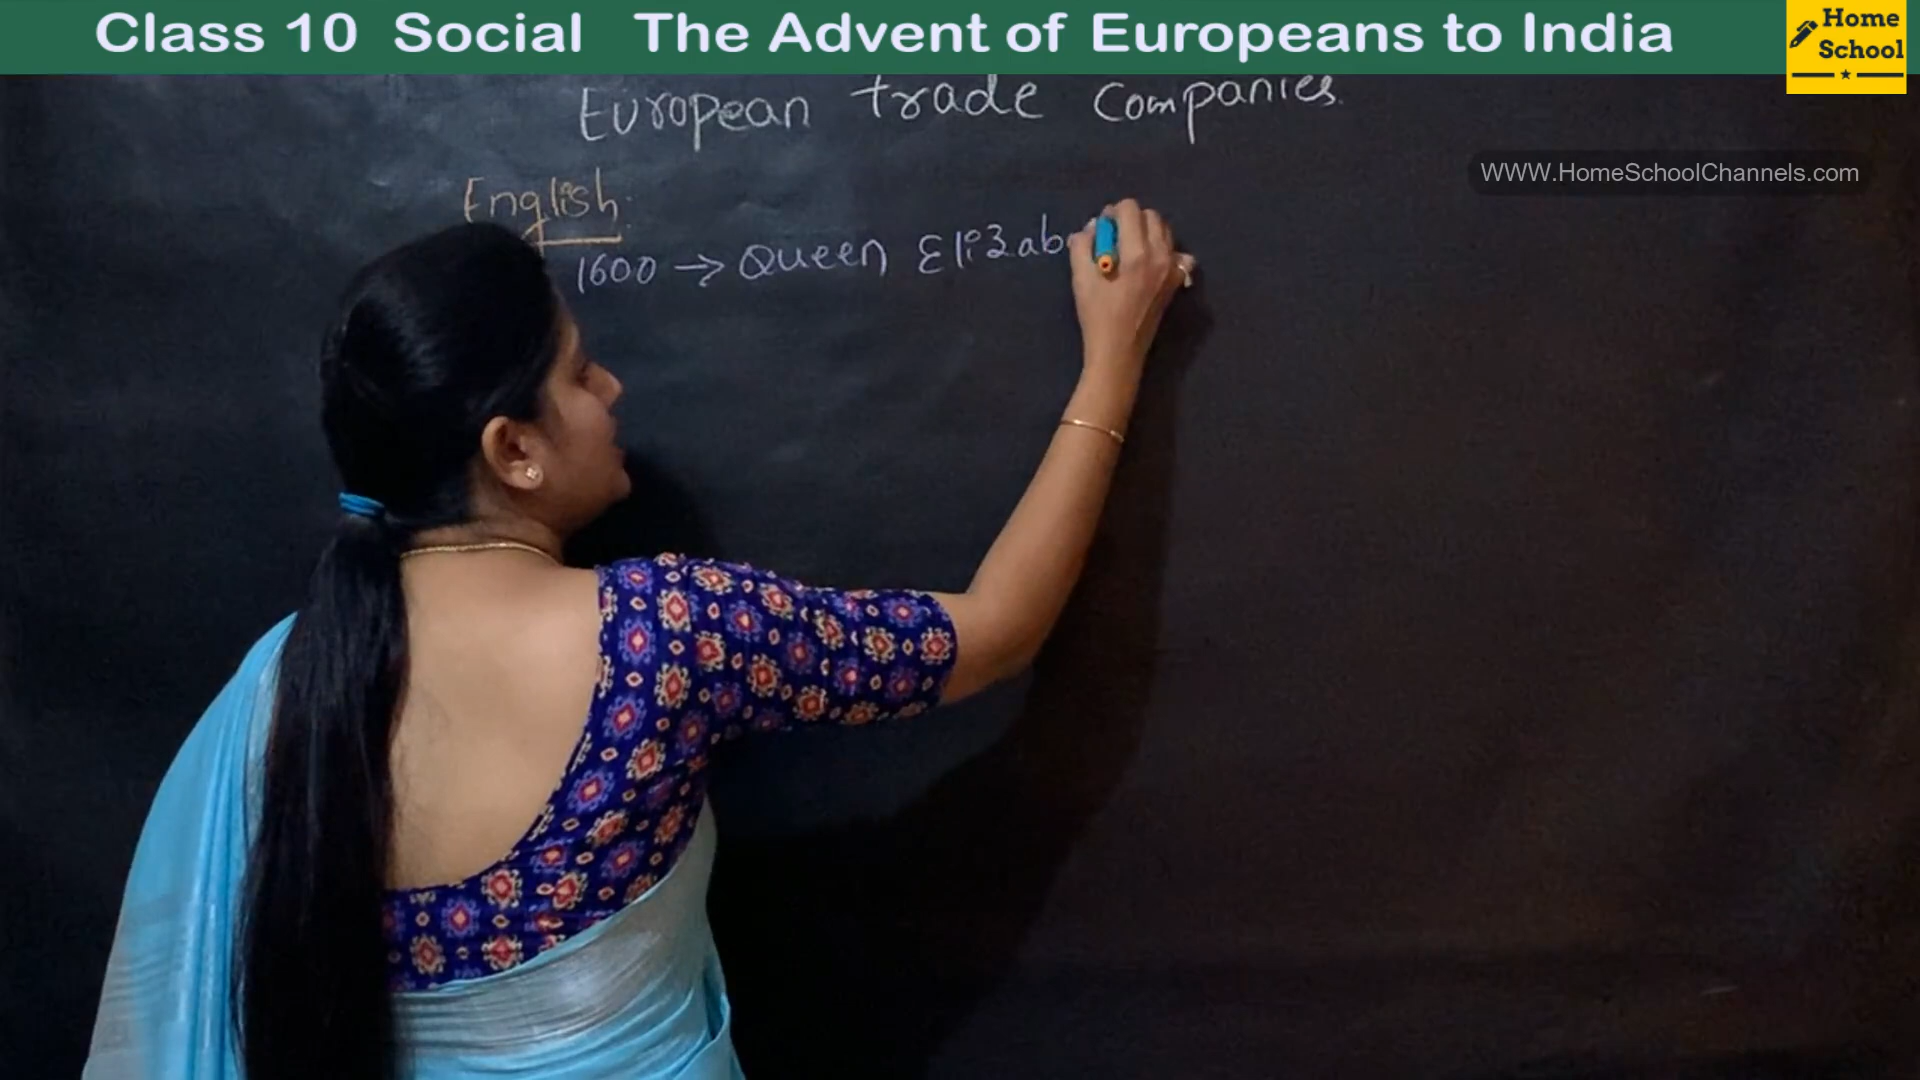 Class 10 Social The Advent of Europeans to India
Home
School
European trade Companies.
WWW.HomeSchoolChannels.com
English:
1600 → Queen Elizab